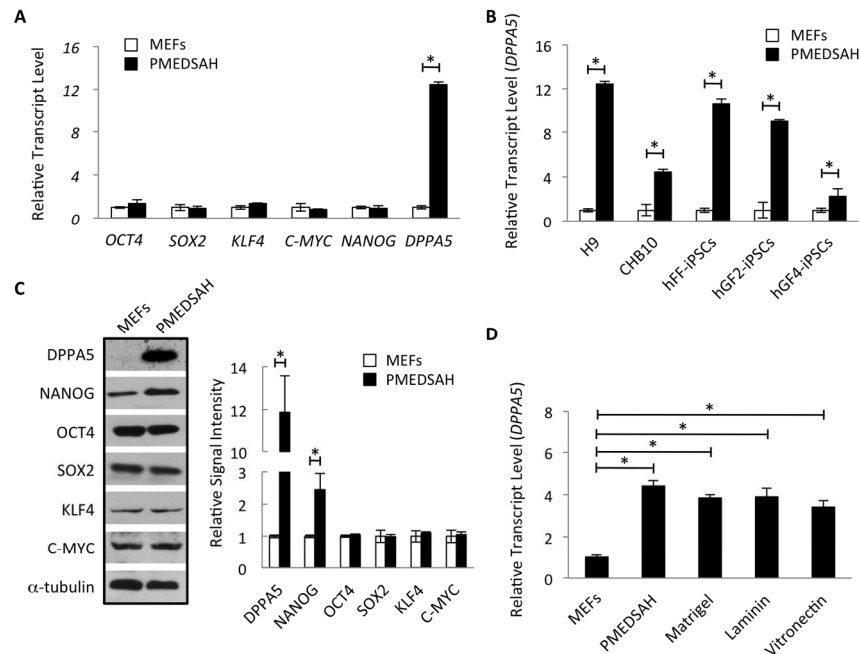 A
Relative Transcript Level
16
12
8
4
0
MEFs
PMEDSAH
*
OCT4 SOX2 KLF4 C-MYC NANOG DPPA5
B
Relative Transcript Level (DPPA5)
16
12
8
4
0
MEFs
PMEDSAH
*
*
*
*
*
H9
CHB10
hFF-iPSCs
hGF2-iPSCs
hGF4-iPSCs
C
MEFs
PMEDSAH
DPPA5
NANOG
OCT4
SOX2
KLF4
C-MYC
α-tubulin
Relative Signal Intensity
14
12
10
3
2
1
0
MEFs
PMEDSAH
*
*
DPPA5
NANOG
OCT4
SOX2
KLF4
C-MYC
D
Relative Transcript Level (DPPA5)
8
6
4
2
0
*
*
*
*
MEFs
PMEDSAH
Matrigel
Laminin
Vitronectin